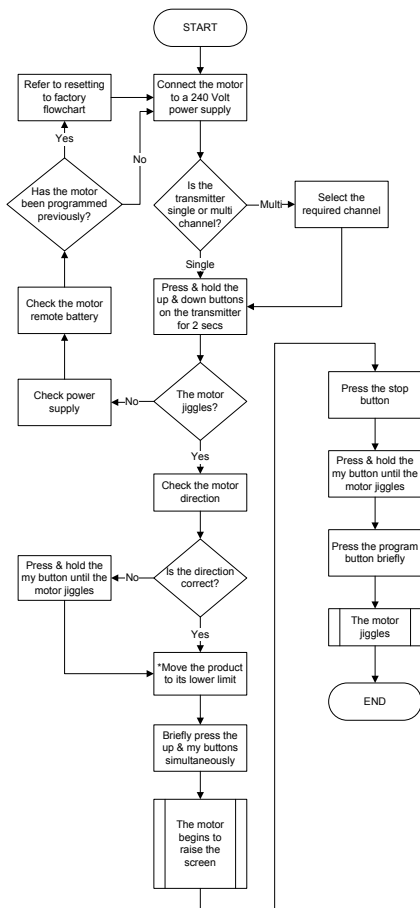 START
Connect the motor
to a 240 Volt
power supply
Refer to resetting
to factory
flowchart
Yes
No
Has the motor
been programmed
previously?
Is the
transmitter
single or multi
channel?
Multi
Select the
required channel
Single
Check the motor
remote battery
Press & hold the
up & down buttons
on the transmitter
for 2 secs
Check power
supply
No
The motor
jiggles?
Yes
Check the motor
direction
Is the direction
correct?
No
Press & hold the
my button until the
motor jiggles
Yes
*Move the product
to its lower limit
Briefly press the
up & my buttons
simultaneously
The motor
begins to
raise the
screen
Press the stop
button
Press & hold the
my button until the
motor jiggles
Press the program
button briefly
The motor
jiggles
END